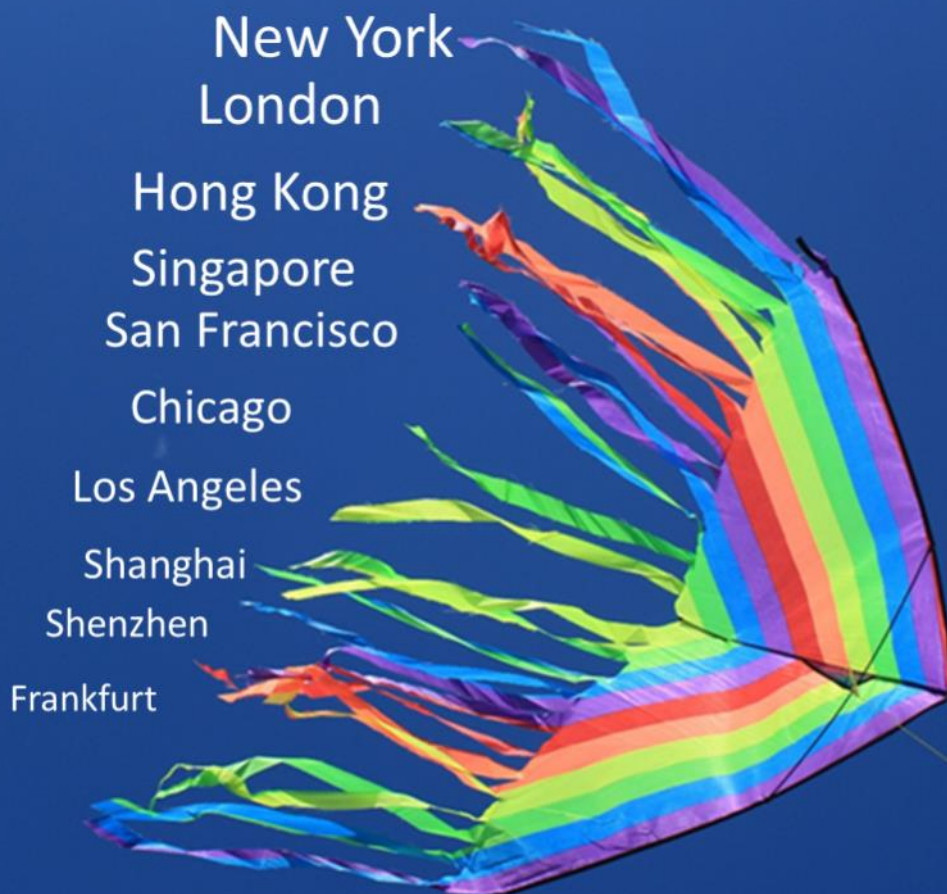 New York
London
Hong Kong
Singapore
San Francisco
Chicago
Los Angeles
Shanghai
Shenzhen
Frankfurt